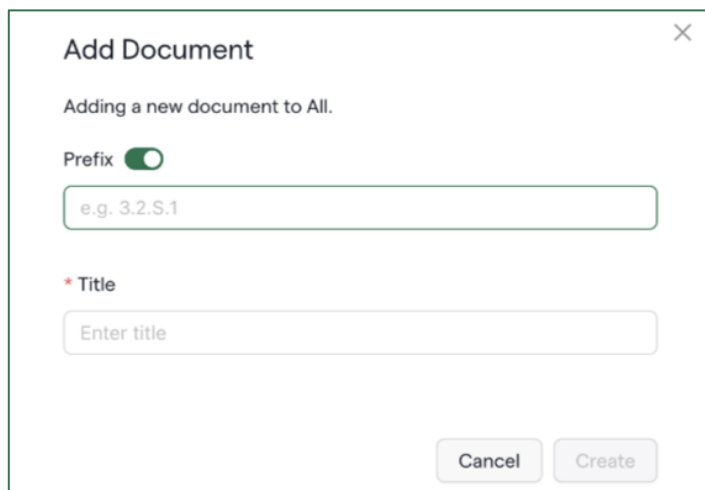 Add Document
Adding a new document to All.
Prefix
e.g. 3.2.S.1
* Title
Enter title
Cancel Create